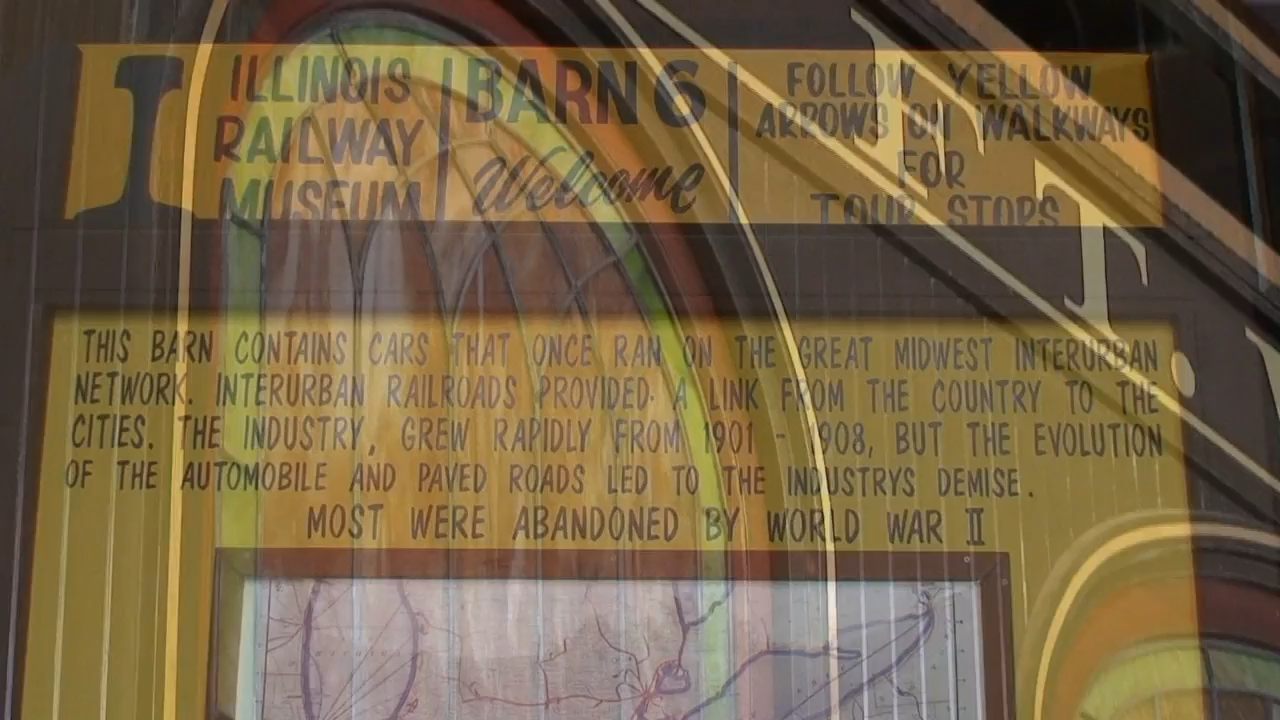 ILLINOIS
RAILWAY
MUSEUM
BARN 6
Welcome
FOLLOW YELLOW
ARROWS ON WALKWAYS
FOR
TOUR STOPS
THIS BARN CONTAINS CARS THAT ONCE RAN ON THE GREAT MIDWEST INTERURBAN
NETWORK. INTERURBAN RAILROADS PROVIDED A LINK FROM THE COUNTRY TO THE
CITIES. THE INDUSTRY, GREW RAPIDLY FROM 1901 - 1908, BUT THE EVOLUTION
OF THE AUTOMOBILE AND PAVED ROADS LED TO THE INDUSTRYS DEMISE.
MOST WERE ABANDONED BY WORLD WAR II